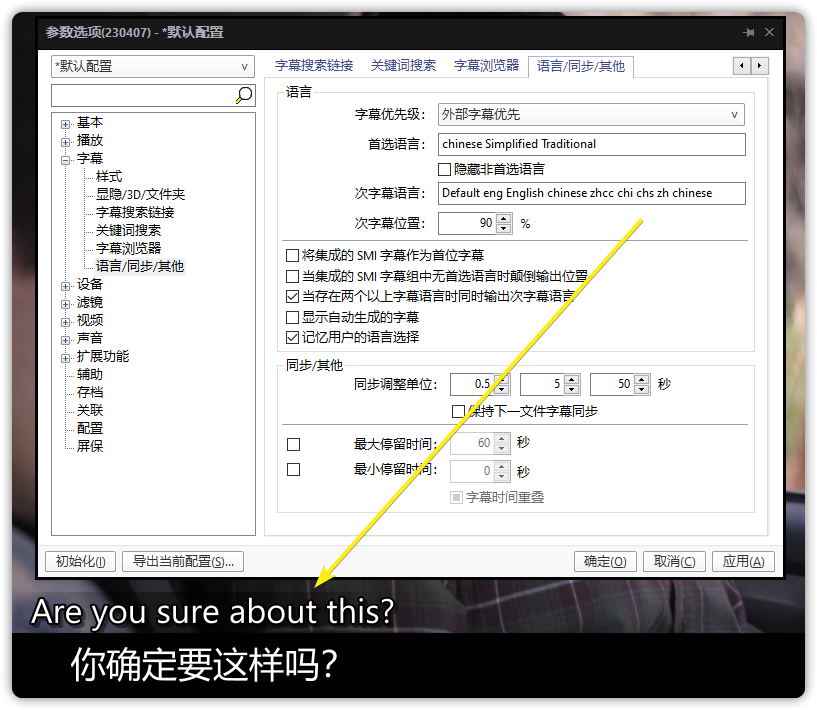 参数选项(230407) - *默认配置
*默认配置
字幕搜索链接 关键词搜索 字幕浏览器 语言/同步/其他
基本
播放
字幕
样式
显隐/3D/文件夹
字幕搜索链接
关键词搜索
字幕浏览器
语言/同步/其他
设备
滤镜
视频
声音
扩展功能
辅助
存档
关联
配置
屏保
语言
字幕优先级: 外部字幕优先
首选语言: chinese Simplified Traditional
隐藏非首选语言
次字幕语言: Default eng English chinese zhcc chi chs zh chinese
次字幕位置: 90 %
将集成的 SMI 字幕作为首位字幕
当集成的 SMI 字幕组中无首选语言时颠倒输出位置
当存在两个以上字幕语言时同时输出次字幕语言
显示自动生成的字幕
记忆用户的语言选择
同步/其他
同步调整单位: 0.5 5 50 秒
保持下一文件字幕同步
最大停留时间: 60 秒
最小停留时间: 0 秒
字幕时间重叠
初始化(I) 导出当前配置(S)... 确定(O) 取消(C) 应用(A)
Are you sure about this?
你确定要这样吗?